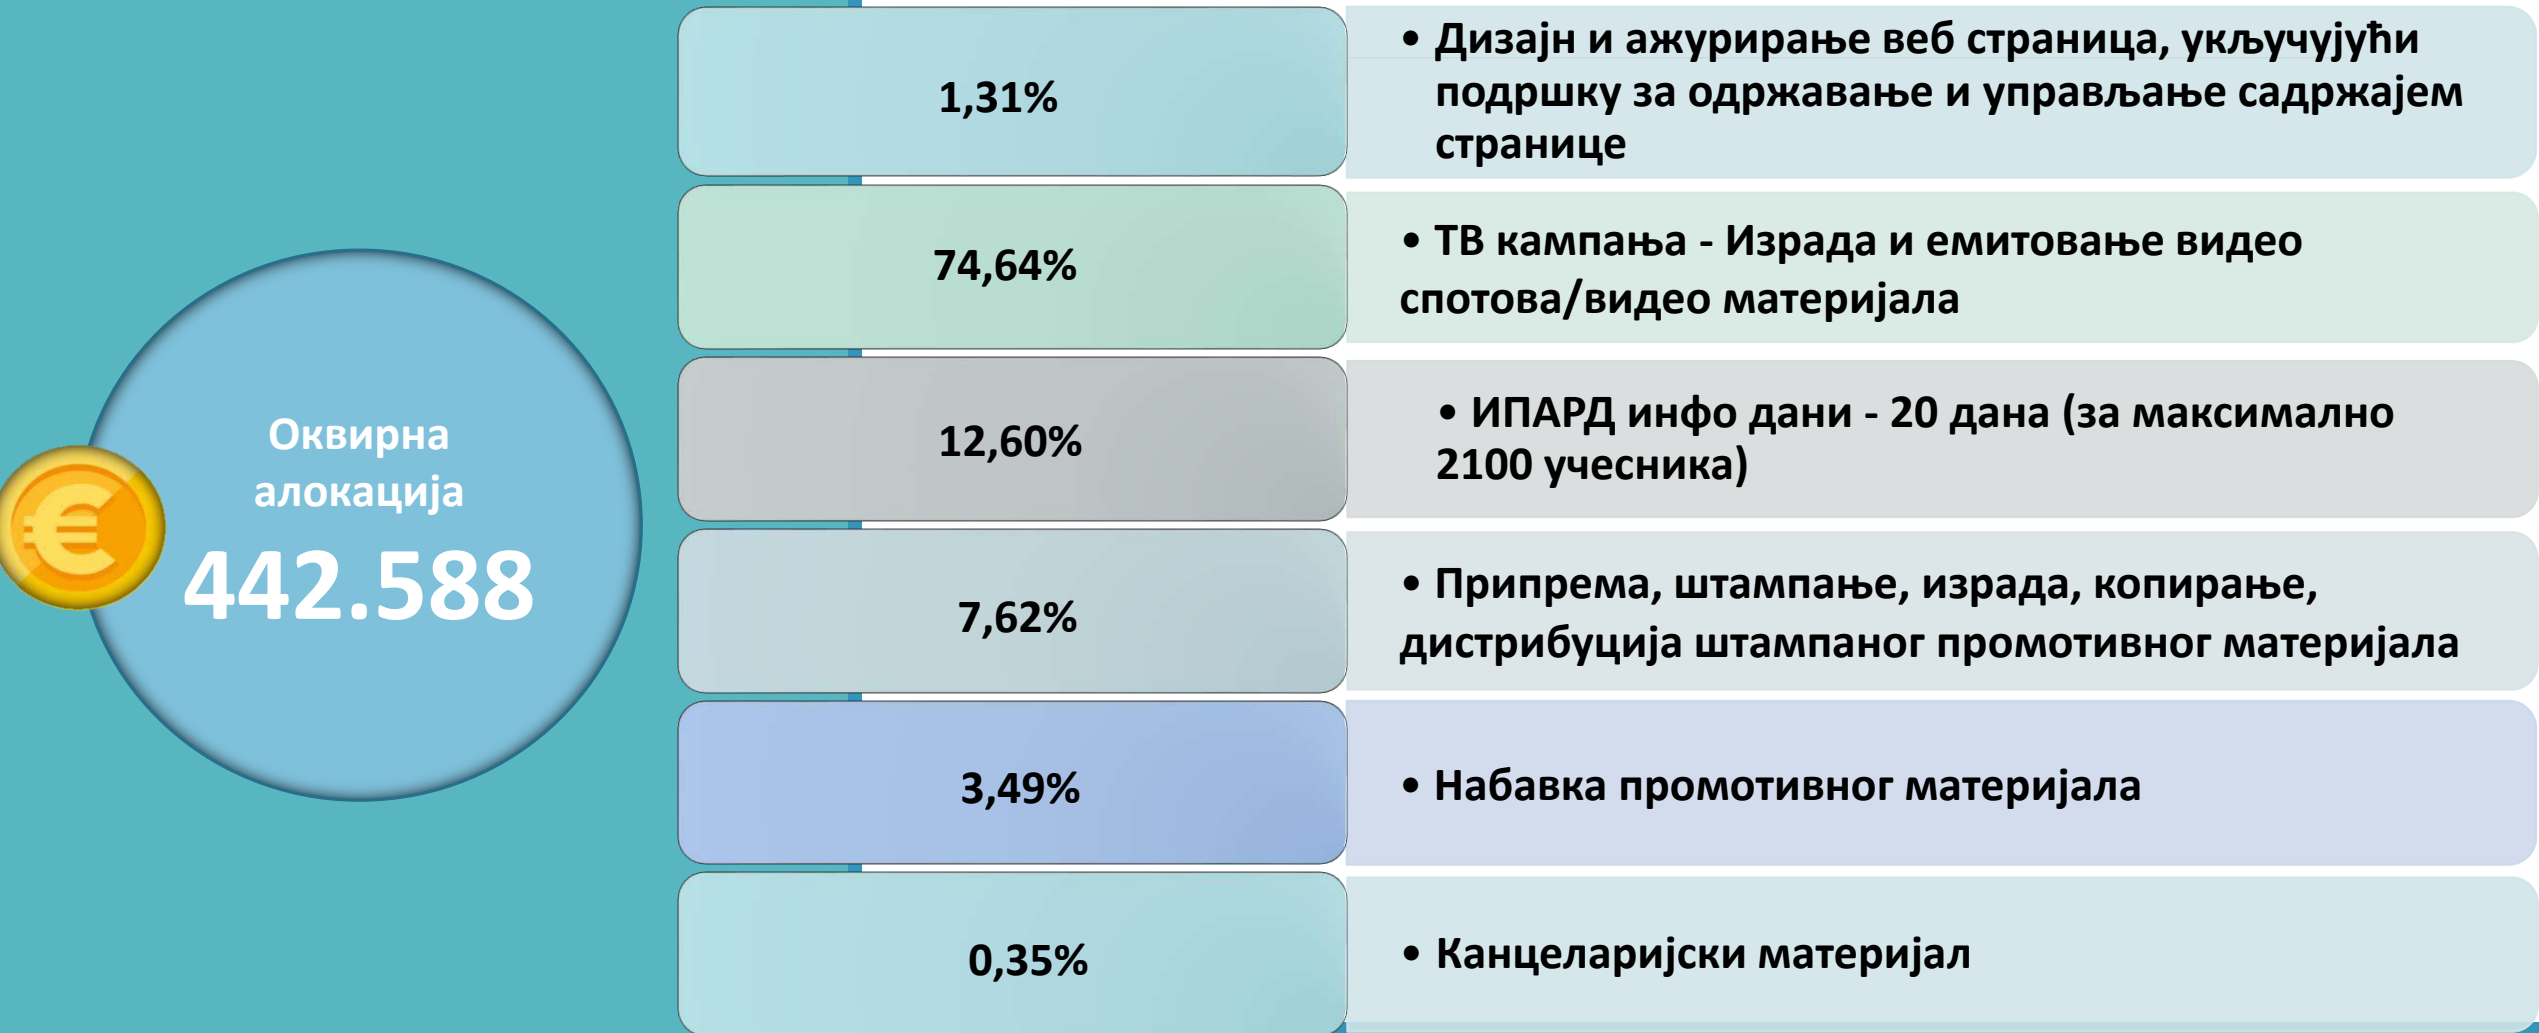 Оквирна
алокација
442.588
1,31%
• Дизајн и ажурирање веб страница, укључујући
подршку за одржавање и управљање садржајем
странице
74,64%
• ТВ кампања - Израда и емитовање видео
спотова/видео материјала
12,60%
• ИПАРД инфо дани - 20 дана (за максимално
2100 учесника)
7,62%
• Припрема, штампање, израда, копирање,
дистрибуција штампаног промотивног материјала
3,49%
• Набавка промотивног материјала
0,35%
• Канцеларијски материјал